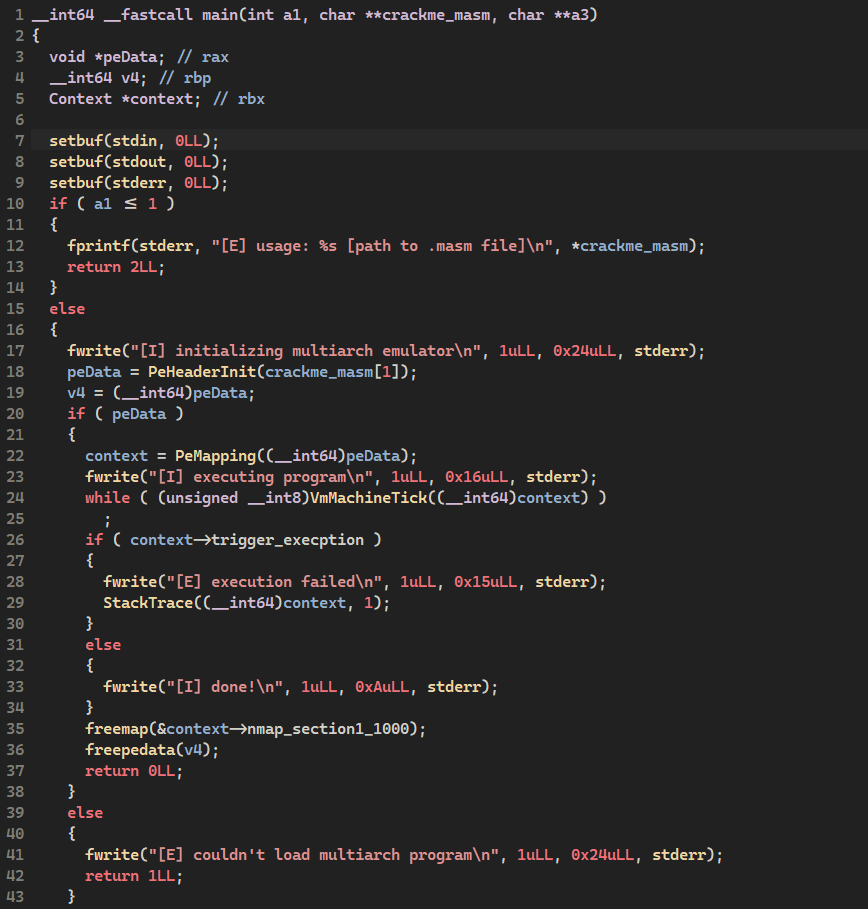 1 __int64 __fastcall main(int a1, char **crackme_masm, char **a3)
2 {
3 void *peData; // rax
4 __int64 v4; // rbp
5 Context *context; // rbx
6
7 setbuf(stdin, 0LL);
8 setbuf(stdout, 0LL);
9 setbuf(stderr, 0LL);
10 if ( a1 <= 1 )
11 {
12 fprintf(stderr, "[E] usage: %s [path to .masm file]\n", *crackme_masm);
13 return 2LL;
14 }
15 else
16 {
17 fwrite("[I] initializing multiarch emulator\n", 1uLL, 0x24uLL, stderr);
18 peData = PeHeaderInit(crackme_masm[1]);
19 v4 = (__int64)peData;
20 if ( peData )
21 {
22 context = PeMapping((__int64)peData);
23 fwrite("[I] executing program\n", 1uLL, 0x16uLL, stderr);
24 while ( (unsigned __int8)VmMachineTick((__int64)context) )
25 ;
26 if ( context->trigger_execption )
27 {
28 fwrite("[E] execution failed\n", 1uLL, 0x15uLL, stderr);
29 StackTrace((__int64)context, 1);
30 }
31 else
32 {
33 fwrite("[I] done!\n", 1uLL, 0xAuLL, stderr);
34 }
35 freemap(&context->nmap_section1_1000);
36 freepedata(v4);
37 return 0LL;
38 }
39 else
40 {
41 fwrite("[E] couldn't load multiarch program\n", 1uLL, 0x24uLL, stderr);
42 return 1LL;
43 }